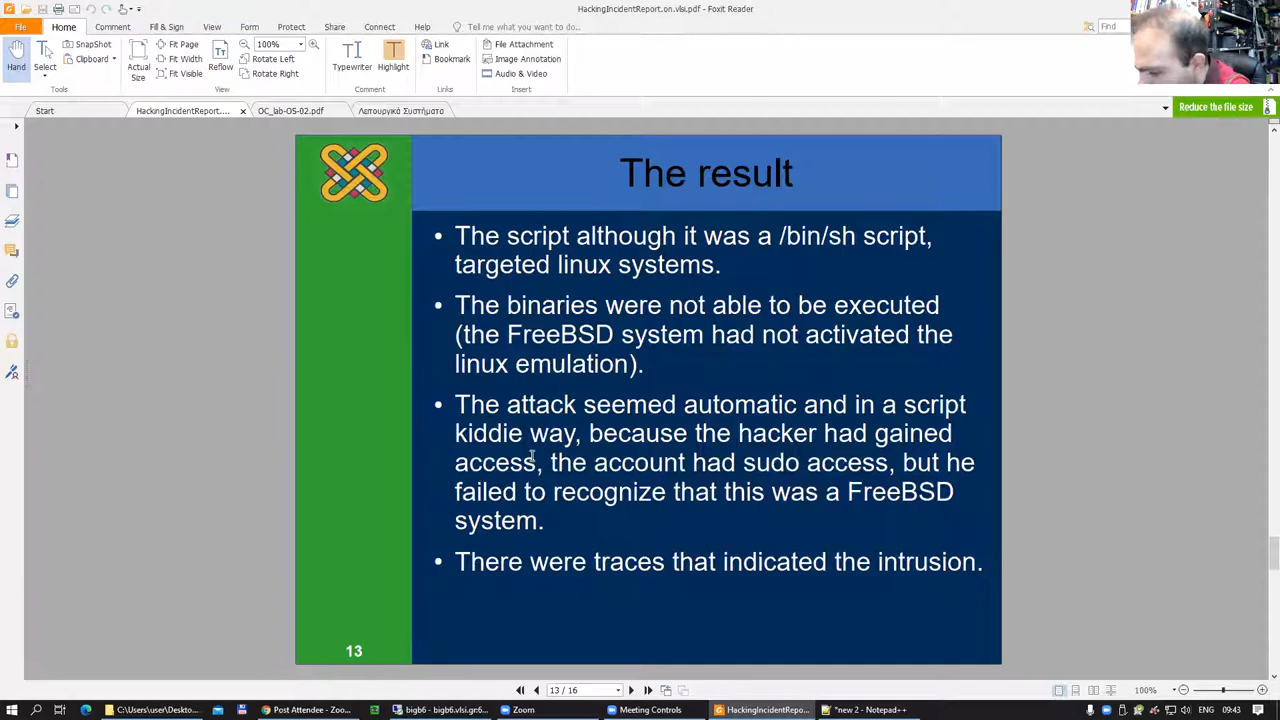 HackingIncidentReport.on.vlsi.pdf - Foxit Reader
File Home Comment Fill & Sign View Form Protect Share Connect Help Tell me what you want to do... Find
Hand
Select
SnapShot
Clipboard
Tools
Actual Size
Fit Page
Fit Width
Fit Visible
Reflow
100%
Rotate Left
Rotate Right
View
Typewriter
Highlight
Comment
Link
Bookmark
Links
File Attachment
Image Annotation
Audio & Video
Insert
Start HackingIncidentReport.... OC_lab-OS-02.pdf Λειτουργικά Συστήματα
Reduce the file size
The result
• The script although it was a /bin/sh script,
targeted linux systems.
• The binaries were not able to be executed
(the FreeBSD system had not activated the
linux emulation).
• The attack seemed automatic and in a script
kiddie way, because the hacker had gained
access, the account had sudo access, but he
failed to recognize that this was a FreeBSD
system.
• There were traces that indicated the intrusion.
13
13 / 16
100%
C:\Users\user\Deskto... Post Attendee - Zoo... bigb6 - bigb6.vlsi.gr:6... Zoom Meeting Controls HackingIncidentRepo... *new 2 - Notepad++ ENG 09:43